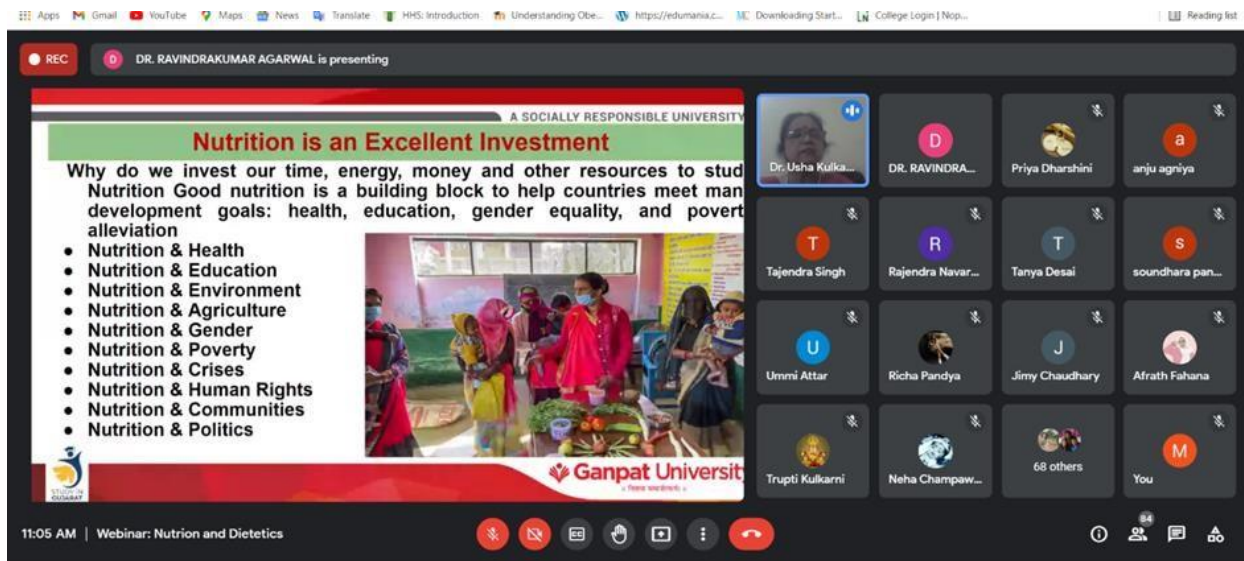 Apps Gmail YouTube Maps News Translate HHS: Introduction Understanding Obe... https://edumania.c... Downloading Start... College Login | Nop... Reading list
REC D DR. RAVINDRAKUMAR AGARWAL is presenting
A SOCIALLY RESPONSIBLE UNIVERSITY
Nutrition is an Excellent Investment
Why do we invest our time, energy, money and other resources to stud
Nutrition Good nutrition is a building block to help countries meet man
development goals: health, education, gender equality, and povert
alleviation
● Nutrition & Health
● Nutrition & Education
● Nutrition & Environment
● Nutrition & Agriculture
● Nutrition & Gender
● Nutrition & Poverty
● Nutrition & Crises
● Nutrition & Human Rights
● Nutrition & Communities
● Nutrition & Politics
STUDY IN
GUJARAT
Ganpat Universit
D
a
Dr. Usha Kulka...
DR. RAVINDRA...
Priya Dharshini
anju agniya
T
R
T
s
Tajendra Singh
Rajendra Navar...
Tanya Desai
soundhara pan...
U
J
Ummi Attar
Richa Pandya
Jimy Chaudhary
Afrath Fahana
M
Trupti Kulkarni
Neha Champaw...
68 others
You
11:05 AM | Webinar: Nutrion and Dietetics
CC
84